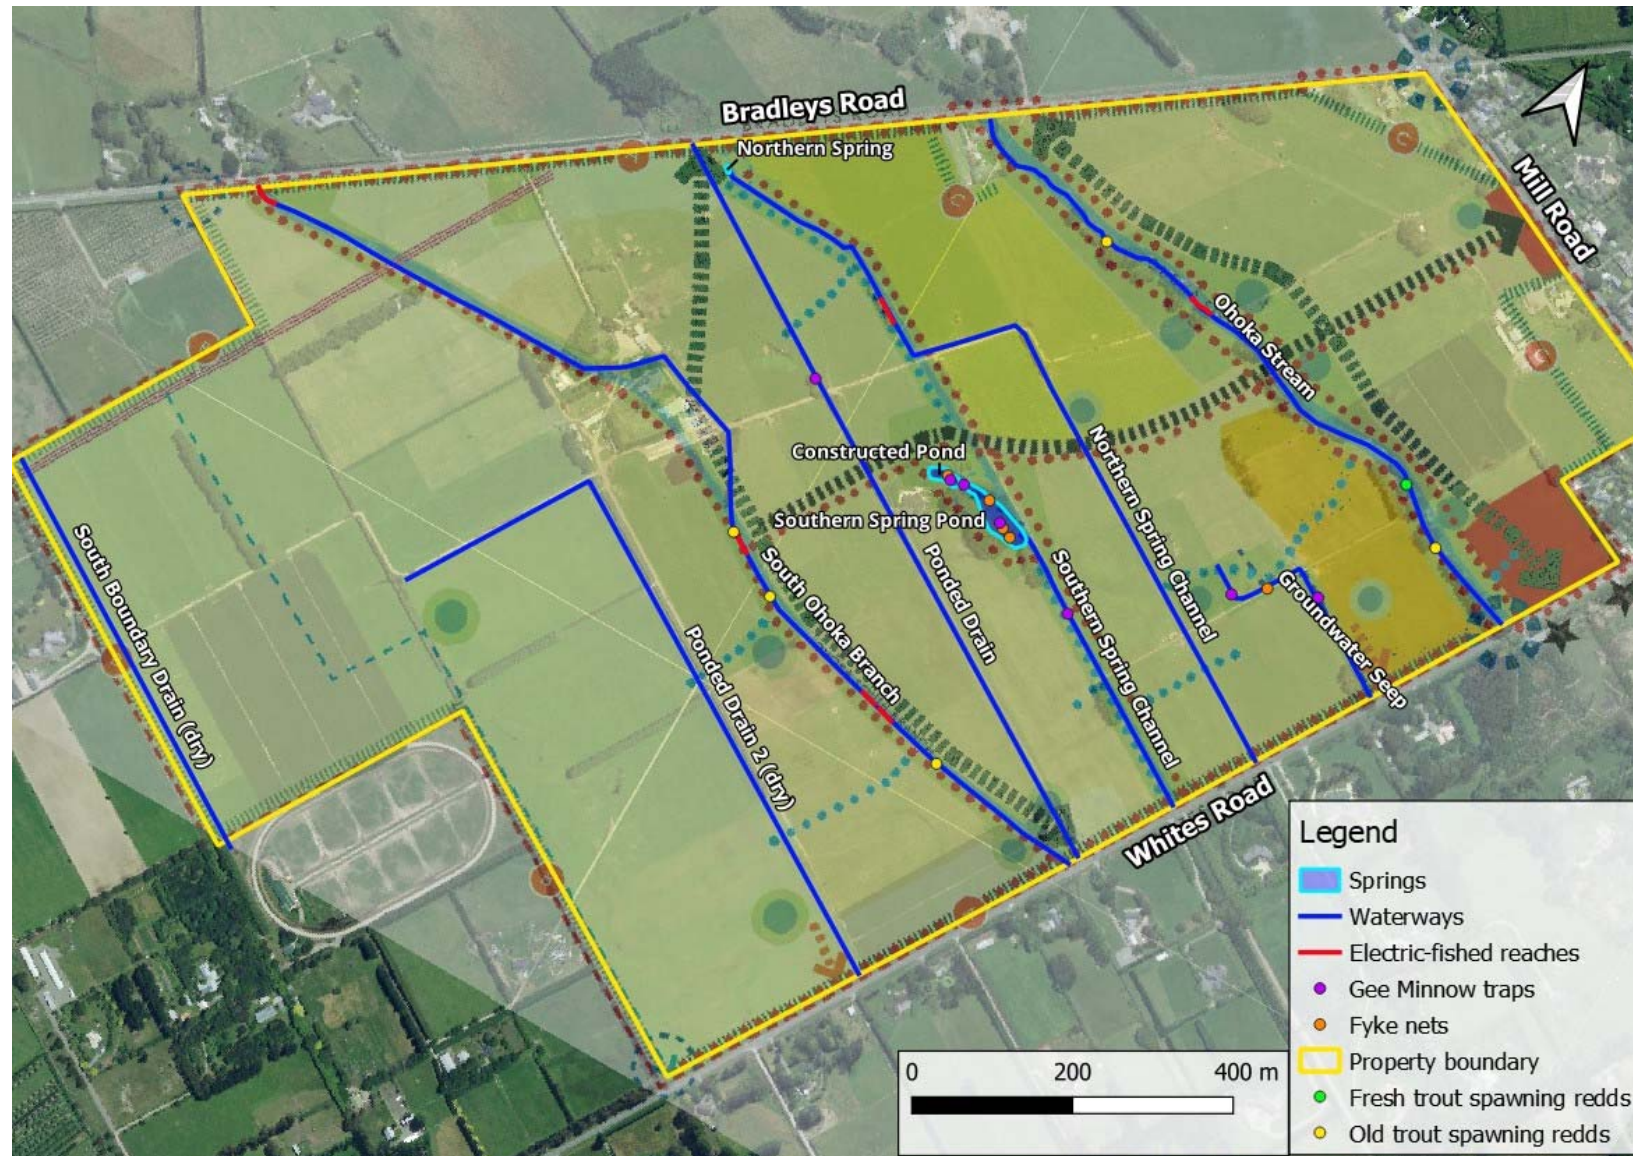 Bradleys Road
Northern Spring
Mill Road
Ohoka Stream
Constructed Pond
Northern Spring Channel
Southern Spring Pond
South Boundary Drain (dry)
South Ohoka Branch
Ponded Drain
Southern Spring Channel
Groundwater Seep
Ponded Drain 2 (dry)
Whites Road
Legend
Springs
Waterways
Electric-fished reaches
Gee Minnow traps
Fyke nets
Property boundary
Fresh trout spawning redds
Old trout spawning redds
0 200 400 m
C
C
C